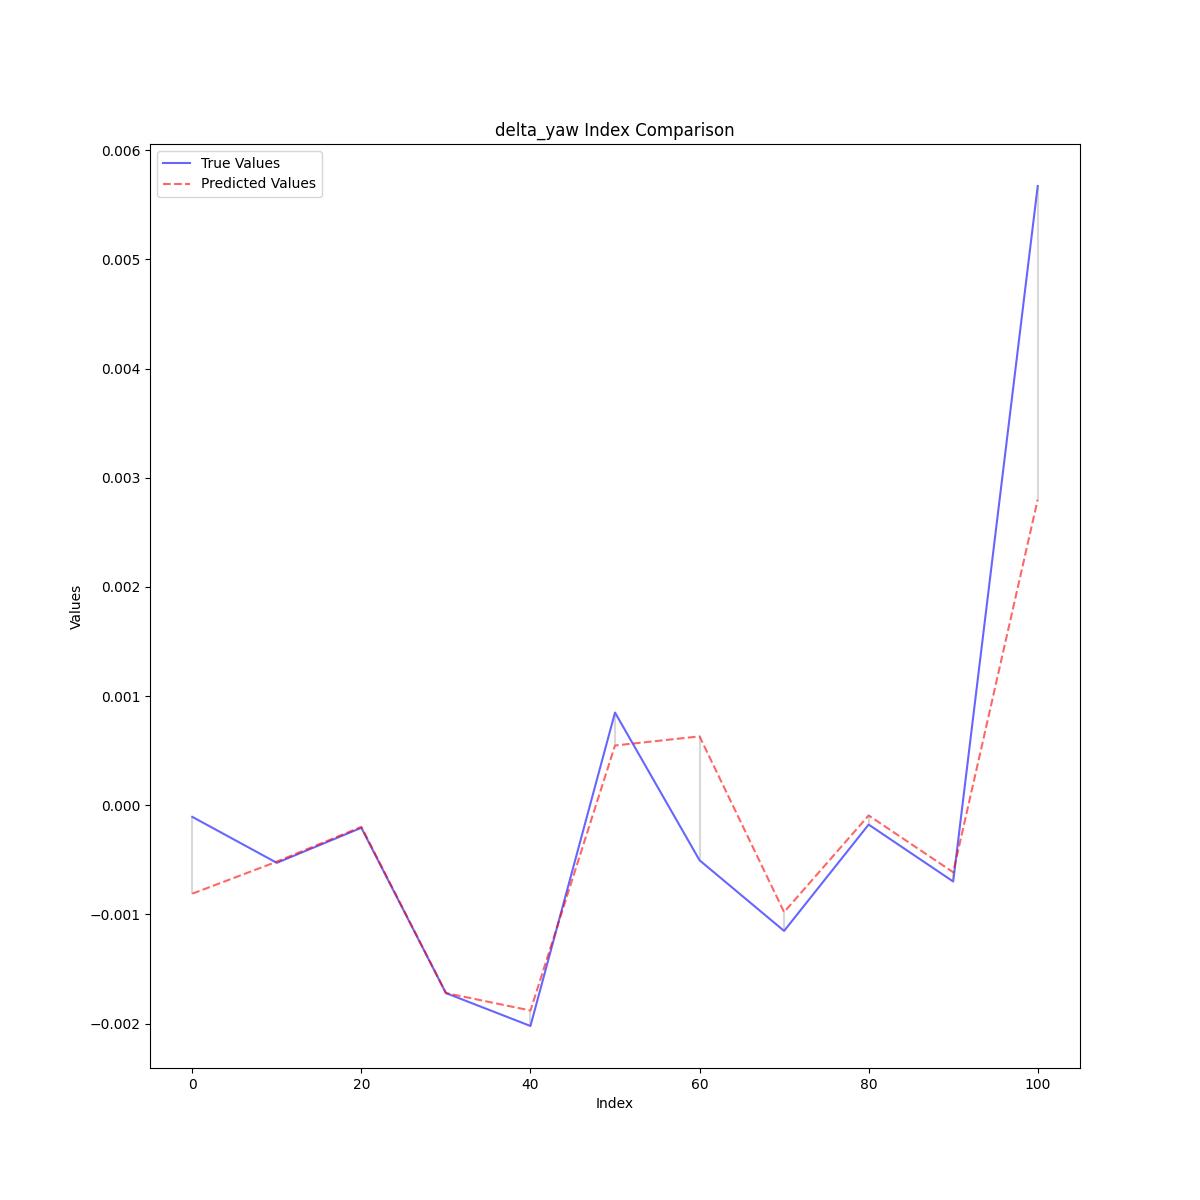 delta_yaw Index Comparison
True Values
Predicted Values
0.006
0.005
0.004
0.003
0.002
0.001
0.000
−0.001
−0.002
Values
0 20 40 60 80 100
Index